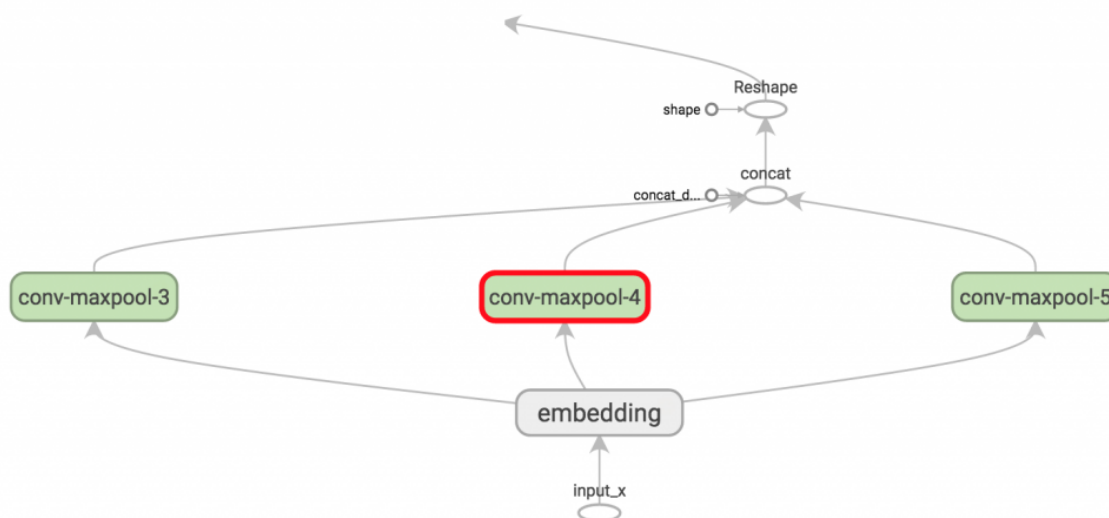 Reshape
shape
concat
concat_d...
conv-maxpool-3
conv-maxpool-4
conv-maxpool-5
embedding
input_x